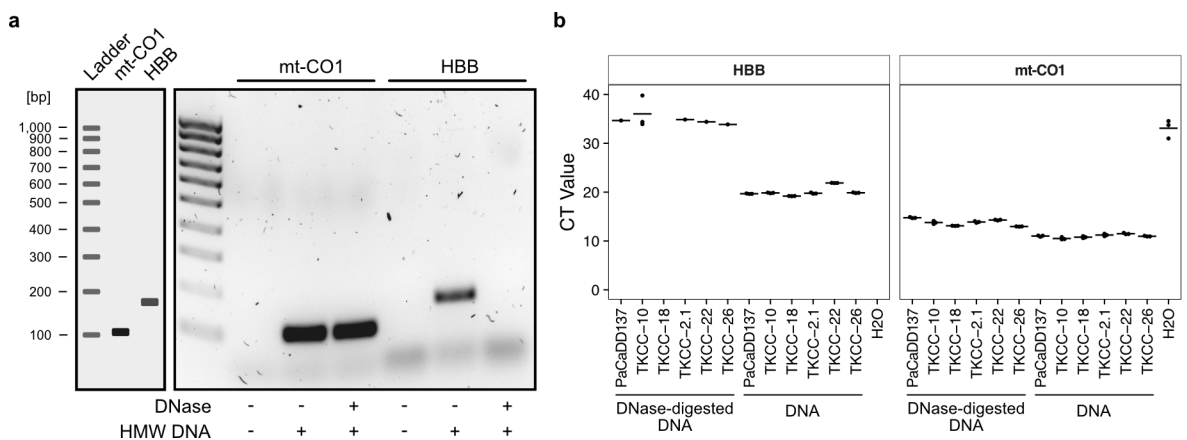 a
Ladder
mt-CO1
HBB
[bp]
1,000
900
800
700
600
500
400
300
200
100
mt-CO1 HBB
DNase - - + - - +
HMW DNA - + + - + +
b
HBB mt-CO1
CT Value
40
30
20
10
0
PaCaDD137
TKCC-10
TKCC-18
TKCC-2.1
TKCC-22
TKCC-26
PaCaDD137
TKCC-10
TKCC-18
TKCC-2.1
TKCC-22
TKCC-26
H2O
DNase-digested
DNA
DNA
PaCaDD137
TKCC-10
TKCC-18
TKCC-2.1
TKCC-22
TKCC-26
PaCaDD137
TKCC-10
TKCC-18
TKCC-2.1
TKCC-22
TKCC-26
H2O
DNase-digested
DNA
DNA